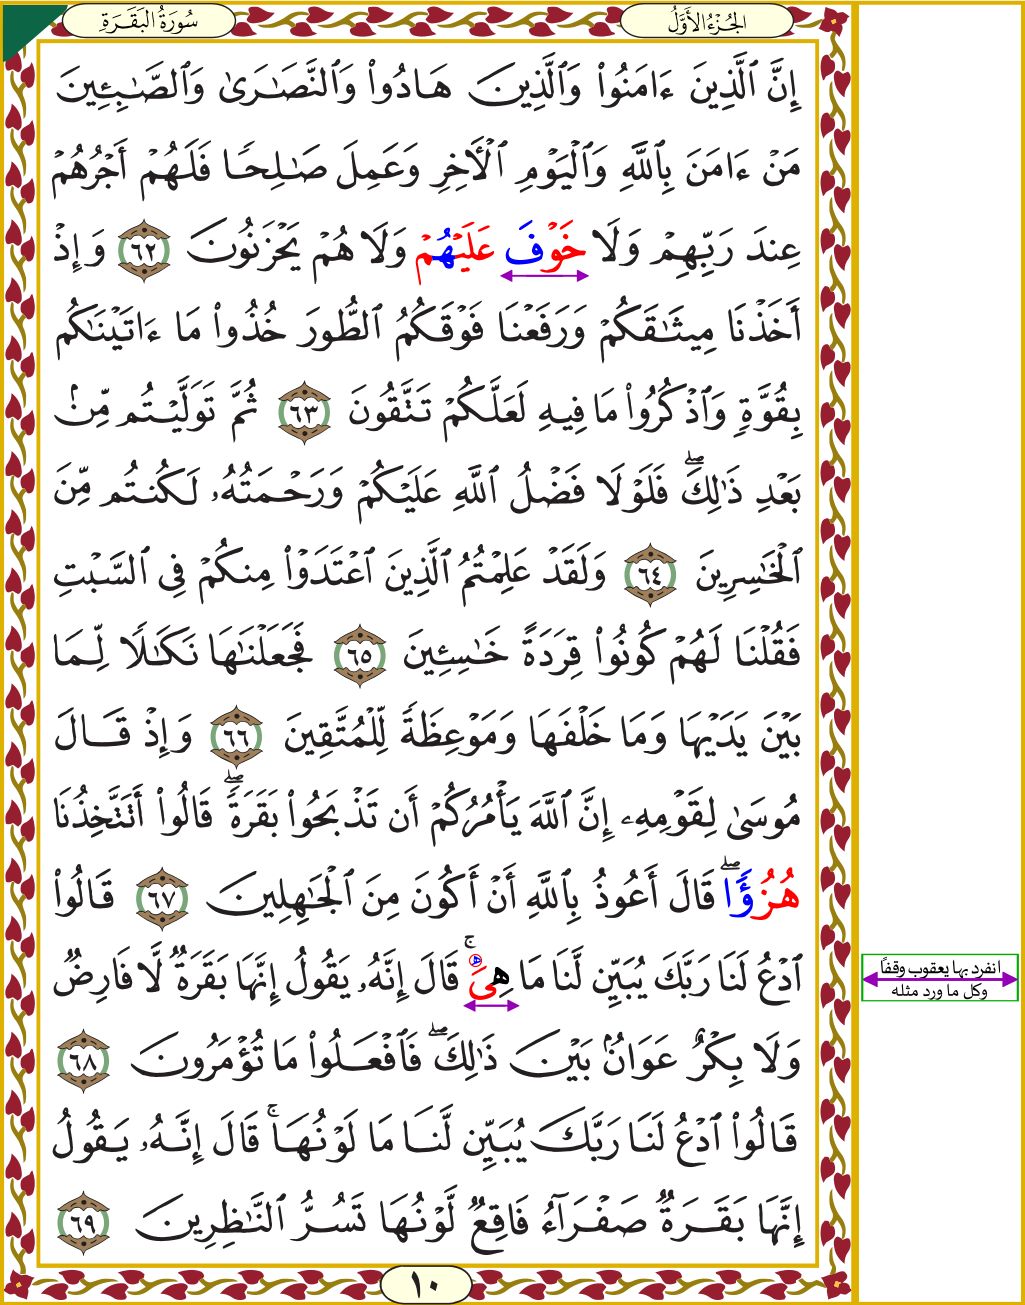 الجُزْءُ الأَوَّلُ
سُورَةُ البَقَرَةِ
إِنَّ ٱلَّذِينَ ءَامَنُوا۟ وَٱلَّذِينَ هَادُوا۟ وَٱلنَّصَـٰرَىٰ وَٱلصَّـٰبِـِٔينَ
مَنْ ءَامَنَ بِٱللَّهِ وَٱلْيَوْمِ ٱلْـَٔاخِرِ وَعَمِلَ صَـٰلِحًا فَلَهُمْ أَجْرُهُمْ
عِندَ رَبِّهِمْ وَلَا خَوْفَ عَلَيْهُمْ وَلَا هُمْ يَحْزَنُونَ ٦٢ وَإِذْ
أَخَذْنَا مِيثَـٰقَكُمْ وَرَفَعْنَا فَوْقَكُمُ ٱلطُّورَ خُذُوا۟ مَا ءَاتَيْنَـٰكُم
بِقُوَّةٍ وَٱذْكُرُوا۟ مَا فِيهِ لَعَلَّكُمْ تَتَّقُونَ ٦٣ ثُمَّ تَوَلَّيْتُم مِّنۢ
بَعْدِ ذَٰلِكَ ۖ فَلَوْلَا فَضْلُ ٱللَّهِ عَلَيْكُمْ وَرَحْمَتُهُۥ لَكُنتُم مِّنَ
ٱلْخَـٰسِرِينَ ٦٤ وَلَقَدْ عَلِمْتُمُ ٱلَّذِينَ ٱعْتَدَوْا۟ مِنكُمْ فِى ٱلسَّبْتِ
فَقُلْنَا لَهُمْ كُونُوا۟ قِرَدَةً خَـٰسِـِٔينَ ٦٥ فَجَعَلْنَـٰهَا نَكَـٰلًا لِّمَا
بَيْنَ يَدَيْهَا وَمَا خَلْفَهَا وَمَوْعِظَةً لِّلْمُتَّقِينَ ٦٦ وَإِذْ قَالَ
مُوسَىٰ لِقَوْمِهِۦٓ إِنَّ ٱللَّهَ يَأْمُرُكُمْ أَن تَذْبَحُوا۟ بَقَرَةً ۖ قَالُوٓا۟ أَتَتَّخِذُنَا
هُزُؤًا ۖ قَالَ أَعُوذُ بِٱللَّهِ أَنْ أَكُونَ مِنَ ٱلْجَـٰهِلِينَ ٦٧ قَالُوا۟
ٱدْعُ لَنَا رَبَّكَ يُبَيِّن لَّنَا مَا هِىَ ۚ قَالَ إِنَّهُۥ يَقُولُ إِنَّهَا بَقَرَةٌ لَّا فَارِضٌ
انفرد بها يعقوب وقفاً
وكل ما ورد مثله
وَلَا بِكْرٌ عَوَانٌۢ بَيْنَ ذَٰلِكَ ۖ فَٱفْعَلُوا۟ مَا تُؤْمَرُونَ ٦٨
قَالُوا۟ ٱدْعُ لَنَا رَبَّكَ يُبَيِّن لَّنَا مَا لَوْنُهَا ۚ قَالَ إِنَّهُۥ يَقُولُ
إِنَّهَا بَقَرَةٌ صَفْرَآءُ فَاقِعٌ لَّوْنُهَا تَسُرُّ ٱلنَّـٰظِرِينَ ٦٩
١٠